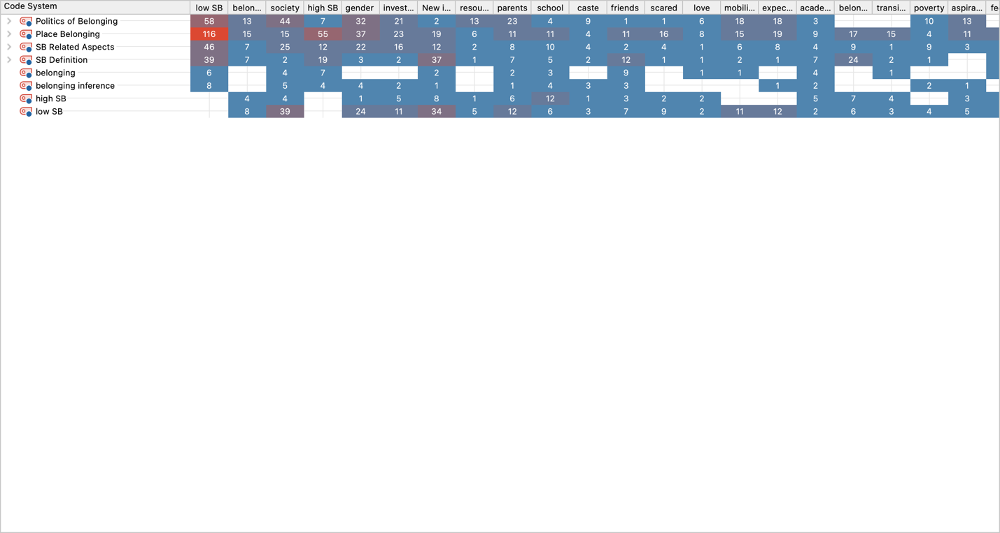 Code System low SB belon... society high SB gender invest... New i... resou... parents school caste friends scared love mobili... expec... acade... belon... transi... poverty aspira...
Politics of Belonging 58 13 44 7 32 21 2 13 23 4 9 1 1 6 18 18 3 10 13
Place Belonging 116 15 15 55 37 23 19 6 11 11 4 11 16 8 15 19 9 17 15 4 11
SB Related Aspects 46 7 25 12 22 16 12 2 8 10 4 2 4 1 6 8 4 9 1 9 3
SB Definition 39 7 2 19 3 2 37 1 7 5 2 12 1 1 2 1 7 24 2 1
belonging 6 4 7 2 2 3 9 1 1 4 1
belonging inference 8 5 4 4 2 1 1 4 3 3 1 2 2 1
high SB 4 4 1 5 8 1 6 12 1 3 2 2 5 7 4 3
low SB 8 39 24 11 34 5 12 6 3 7 9 2 11 12 2 6 3 4 5